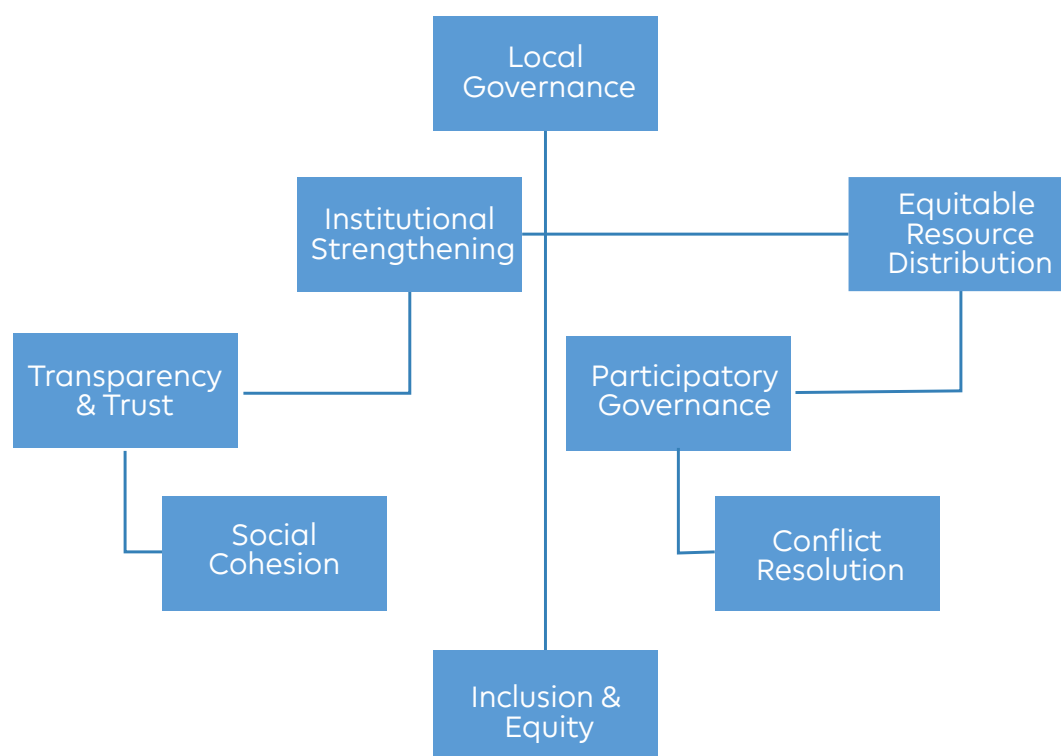 Local
Governance
Institutional
Strengthening
Equitable
Resource
Distribution
Transparency
& Trust
Participatory
Governance
Social
Cohesion
Conflict
Resolution
Inclusion &
Equity